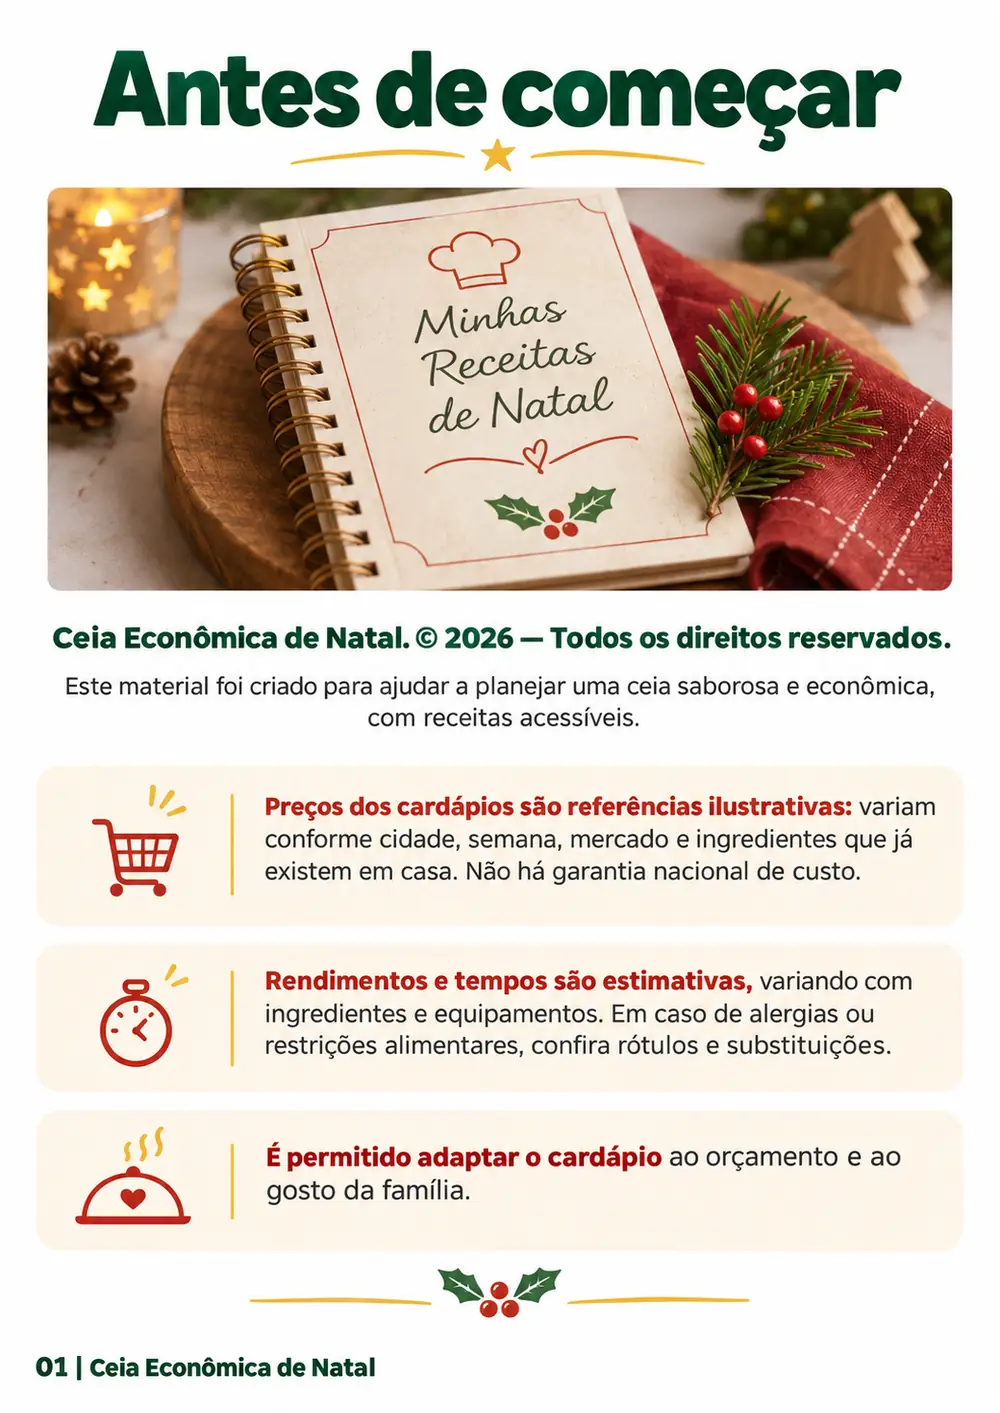 Antes de começar
Minhas
Receitas
de Natal
Ceia Econômica de Natal. © 2026 — Todos os direitos reservados.
Este material foi criado para ajudar a planejar uma ceia saborosa e econômica,
com receitas acessíveis.
Preços dos cardápios são referências ilustrativas: variam
conforme cidade, semana, mercado e ingredientes que já
existem em casa. Não há garantia nacional de custo.
Rendimentos e tempos são estimativas, variando com
ingredientes e equipamentos. Em caso de alergias ou
restrições alimentares, confira rótulos e substituições.
É permitido adaptar o cardápio ao orçamento e ao
gosto da família.
01 | Ceia Econômica de Natal